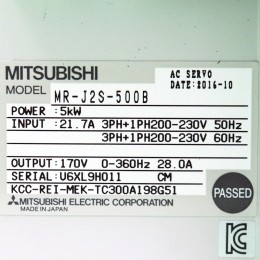 MITSUBISHI
AC SERVO
DATE:2016-10
MODEL MR-J2S-500B
POWER: 5kW
INPUT: 21.7A 3PH+1PH200-230V 50Hz
3PH+1PH200-230V 60Hz
OUTPUT: 170V 0-360Hz 28.0A
SERIAL: U6XL9H011 CM
KCC-REI-MEK-TC300A198G51
PASSED
MITSUBISHI ELECTRIC CORPORATION
MADE IN JAPAN